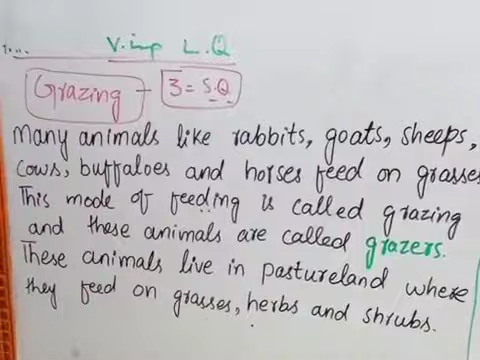 V.imp L.Q
Grazing - 3 = S.Q.
Many animals like rabbits, goats, sheeps,
cows, buffaloes and horses feed on grasses
This mode of feeding is called grazing
and these animals are called grazers.
These animals live in pastureland where
they feed on grasses, herbs and shrubs.